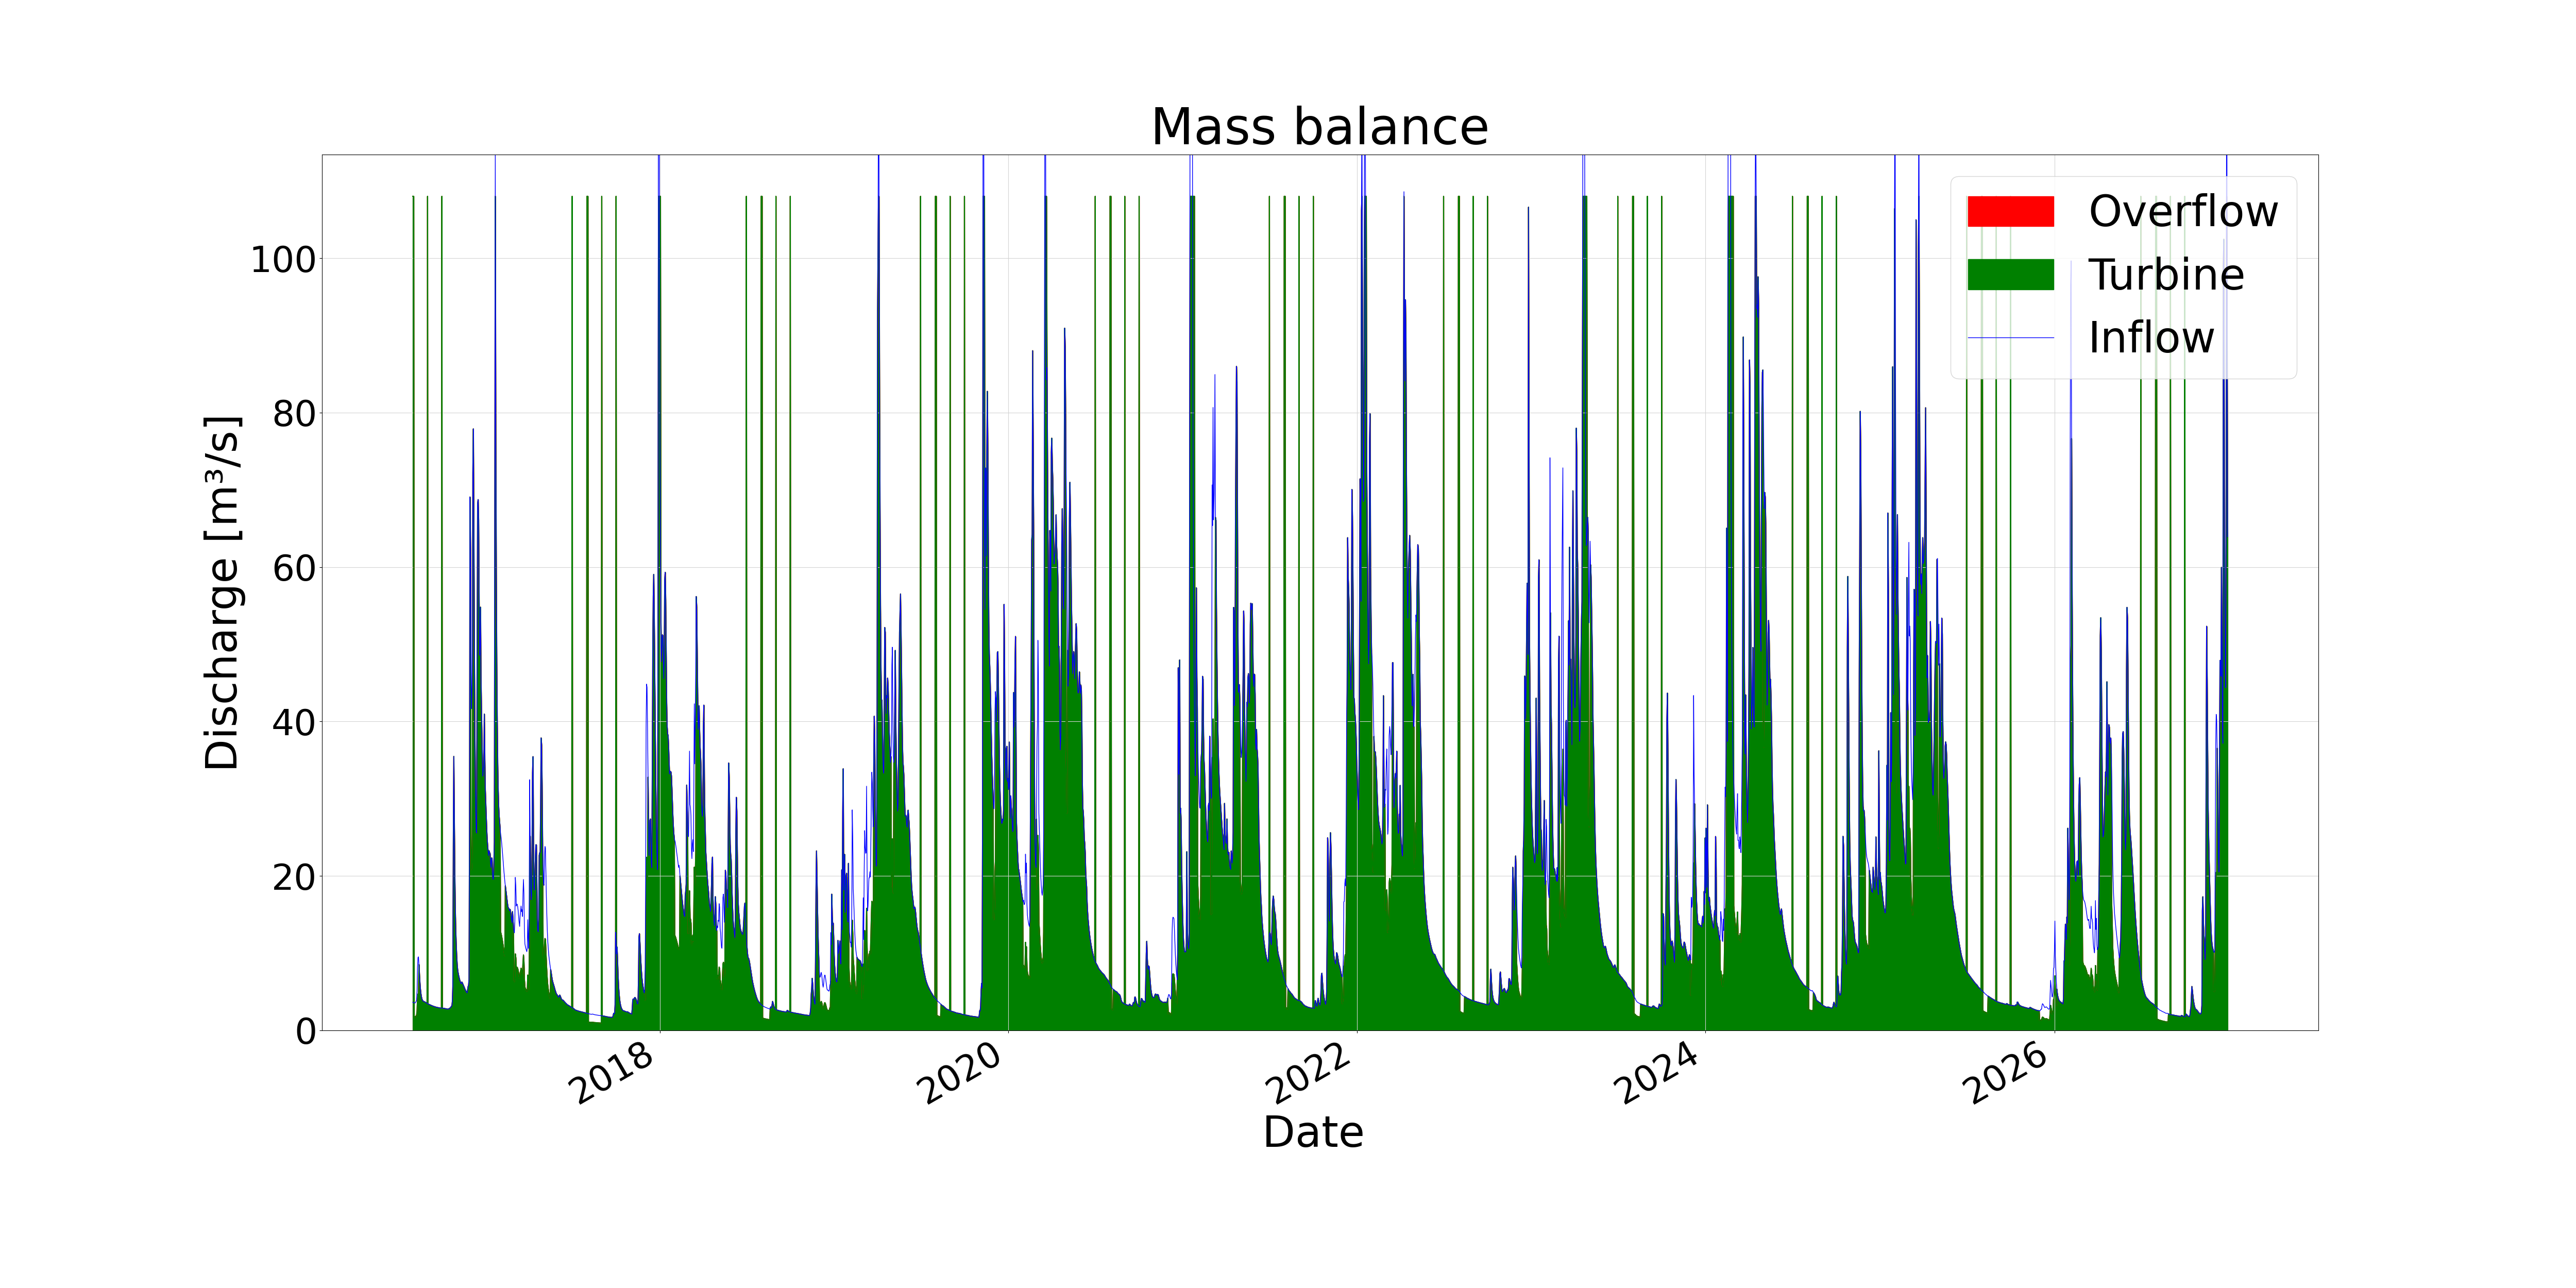 Mass balance
Discharge [m³/s]
100
80
60
40
20
0
Overflow
Turbine
Inflow
2018
2020
2022
2024
2026
Date